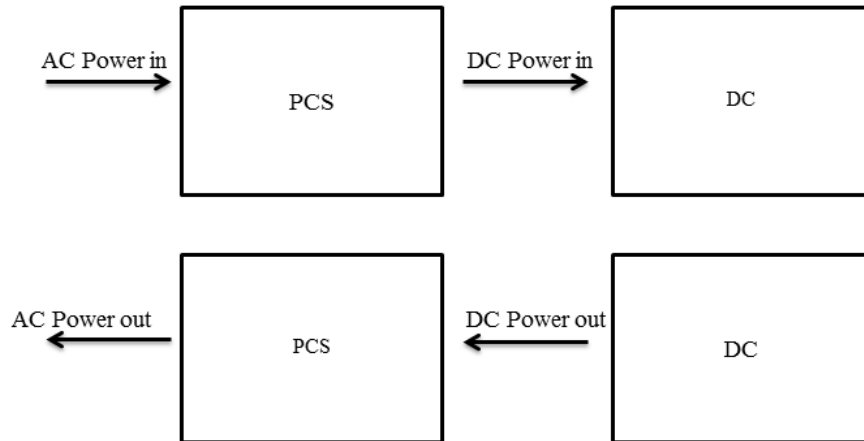 AC Power in
DC Power in
PCS
DC
AC Power out
DC Power out
PCS
DC